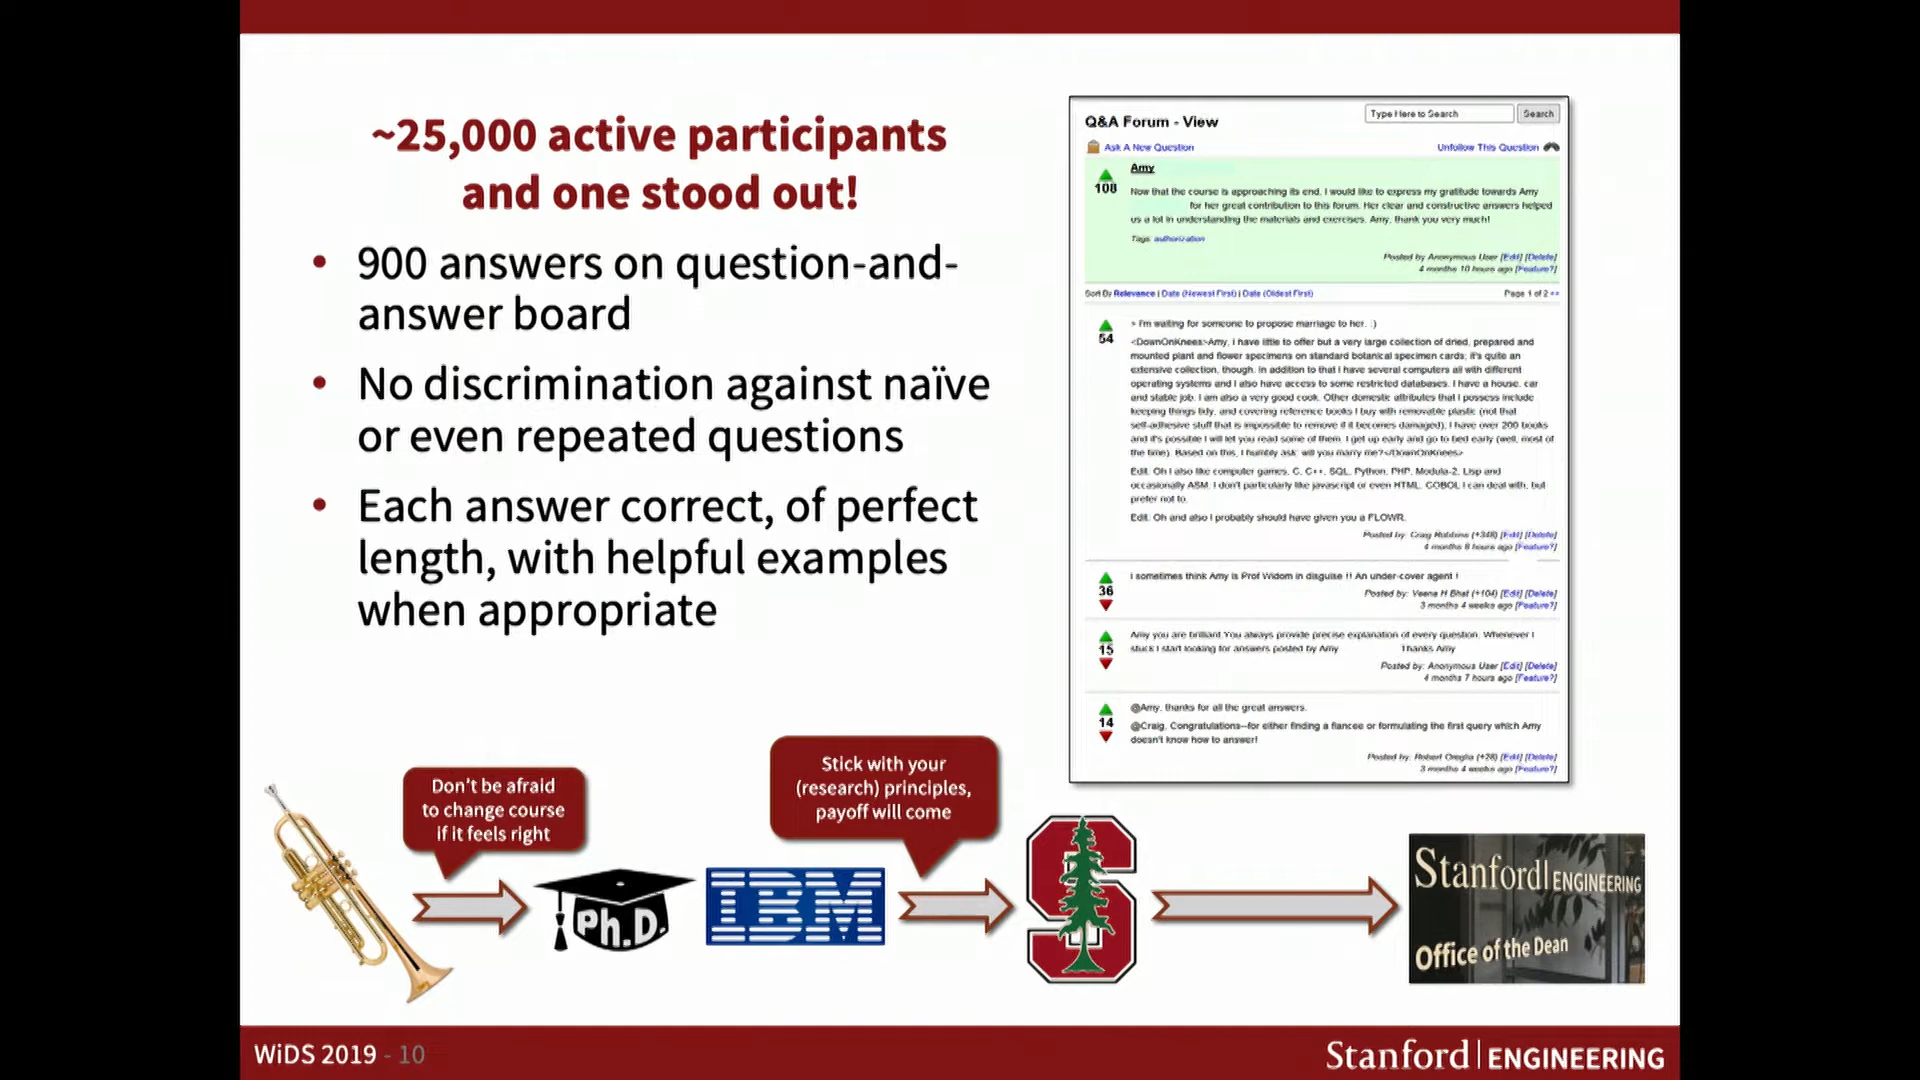 ~25,000 active participants
and one stood out!
• 900 answers on question-and-
answer board
• No discrimination against naïve
or even repeated questions
• Each answer correct, of perfect
length, with helpful examples
when appropriate
Q&A Forum - View
Type Here to Search
Search
Ask A New Question
Unfollow This Question
108
Amy
Now that the course is approaching its end, I would like to express my gratitude towards Amy
for her great contribution to this forum. Her clear and constructive answers helped
us a lot in understanding the materials and exercises. Amy, thank you very much!
Tags: authorization
Posted by Anonymous User [Edit] [Delete]
4 months 10 hours ago [Feature?]
Sort By Relevance | Date (Newest First) | Date (Oldest First)
Page 1 of 2 »»
54
> I'm waiting for someone to propose marriage to her. :)
<DownOnKnees>Amy, I have little to offer but a very large collection of dried, prepared and
mounted plant and flower specimens on standard botanical specimen cards; it's quite an
extensive collection, though. In addition to that I have several computers all with different
operating systems and I also have access to some restricted databases. I have a house, car
and stable job. I am also a very good cook. Other domestic attributes that I possess include
keeping things tidy, and covering reference books I buy with removable plastic (not that
self-adhesive stuff that is impossible to remove if it becomes damaged). I have over 200 books
and it's possible I will let you read some of them. I get up early and go to bed early (well, most of
the time). Based on this, I humbly ask: will you marry me?</DownOnKnees>
Edit: Oh I also like computer games, C, C++, SQL, Python, PHP, Modula-2, Lisp and
occasionally ASM. I don't particularly like javascript or even HTML. COBOL I can deal with, but
prefer not to.
Edit: Oh and also I probably should have given you a FLOWR.
Posted by: Craig Robbins (+348) [Edit] [Delete]
4 months 8 hours ago [Feature?]
36
I sometimes think Amy is Prof Widom in disguise !! An under-cover agent !
Posted by: Veena H Bhat (+104) [Edit] [Delete]
3 months 4 weeks ago [Feature?]
15
Amy you are brilliant You always provide precise explanation of every question. Whenever I
stuck I start looking for answers posted by Amy Thanks Amy
Posted by: Anonymous User [Edit] [Delete]
4 months 7 hours ago [Feature?]
14
@Amy, thanks for all the great answers.
@Craig, Congratulations--for either finding a fiancee or formulating the first query which Amy
doesn't know how to answer!
Posted by: Robert (+28) [Edit] [Delete]
3 months 4 weeks ago [Feature?]
Don't be afraid
to change course
if it feels right
Stick with your
(research) principles,
payoff will come
Ph.D.
IBM
S
Stanford | ENGINEERING
Office of the Dean
WiDS 2019 - 10
Stanford | ENGINEERING